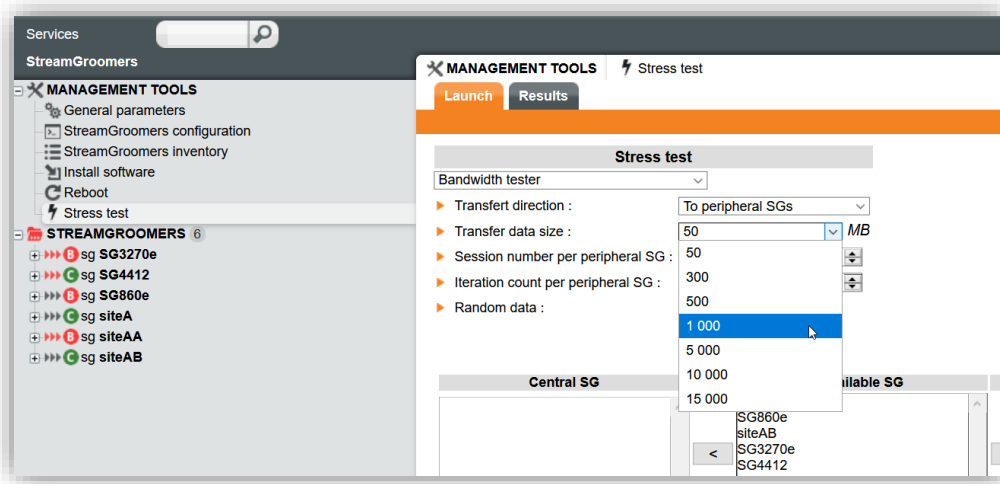 Services
StreamGroomers
MANAGEMENT TOOLS
General parameters
StreamGroomers configuration
StreamGroomers inventory
Install software
Reboot
Stress test
STREAMGROOMERS 6
B sg SG3270e
C sg SG4412
B sg SG860e
C sg siteA
B sg siteAA
C sg siteAB
MANAGEMENT TOOLS Stress test
Launch Results
Stress test
Bandwidth tester
Transfert direction : To peripheral SGs
Transfer data size : 50 MB
Session number per peripheral SG :
Iteration count per peripheral SG :
Random data :
50
300
500
1 000
5 000
10 000
15 000
Central SG
ilable SG
SG860e
siteAB
< SG3270e
SG4412